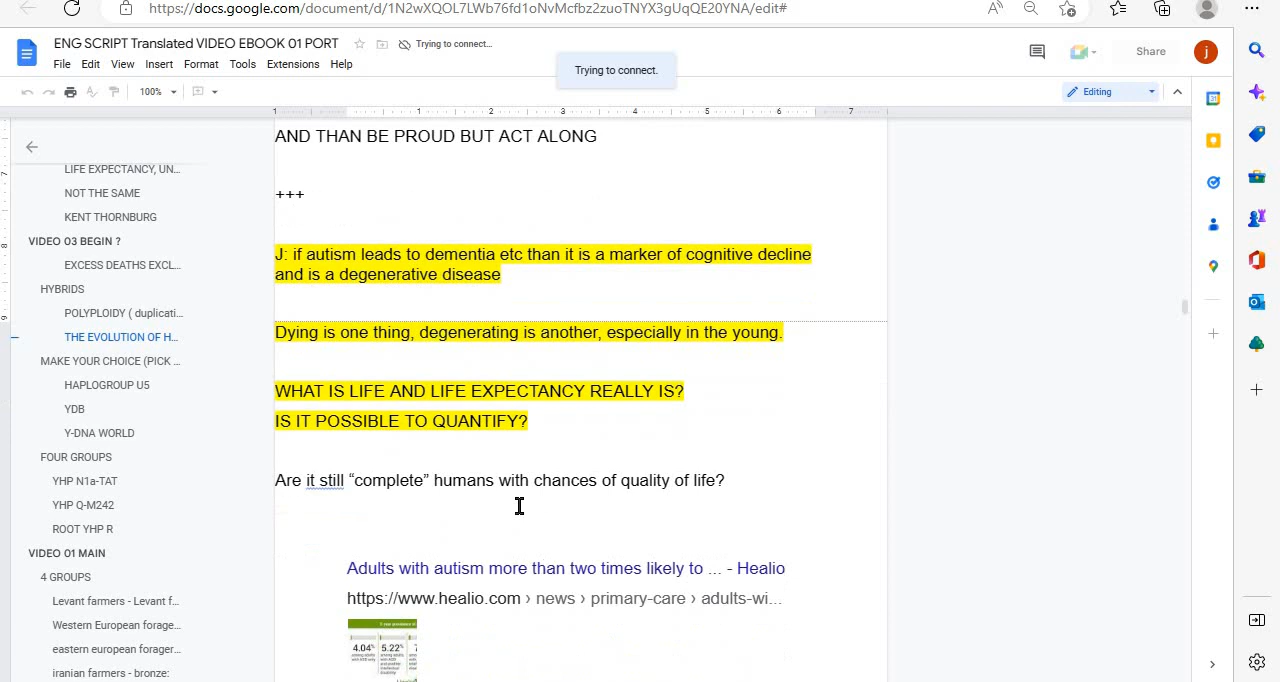 https://docs.google.com/document/d/1N2wXQOL7LWb76fd1oNvMcfbz2zuoTNYX3gUqQE20YNA/edit#
ENG SCRIPT Translated VIDEO EBOOK 01 PORT
Trying to connect...
File Edit View Insert Format Tools Extensions Help
Trying to connect.
Share
j
100%
Editing
1 1 2 3 4 5 6 7
AND THAN BE PROUD BUT ACT ALONG
LIFE EXPECTANCY, UN...
NOT THE SAME
+++
KENT THORNBURG
VIDEO 03 BEGIN ?
J: if autism leads to dementia etc than it is a marker of cognitive decline
EXCESS DEATHS EXCL...
and is a degenerative disease
HYBRIDS
POLYPLOIDY ( duplicati...
THE EVOLUTION OF H...
Dying is one thing, degenerating is another, especially in the young.
MAKE YOUR CHOICE (PICK ...
HAPLOGROUP U5
WHAT IS LIFE AND LIFE EXPECTANCY REALLY IS?
YDB
IS IT POSSIBLE TO QUANTIFY?
Y-DNA WORLD
FOUR GROUPS
YHP N1a-TAT
Are it still “complete” humans with chances of quality of life?
YHP Q-M242
ROOT YHP R
VIDEO 01 MAIN
4 GROUPS
Adults with autism more than two times likely to ... - Healio
Levant farmers - Levant f...
https://www.healio.com › news › primary-care › adults-wi...
Western European forage...
eastern european forager...
4.04% 5.22%
iranian farmers - bronze: